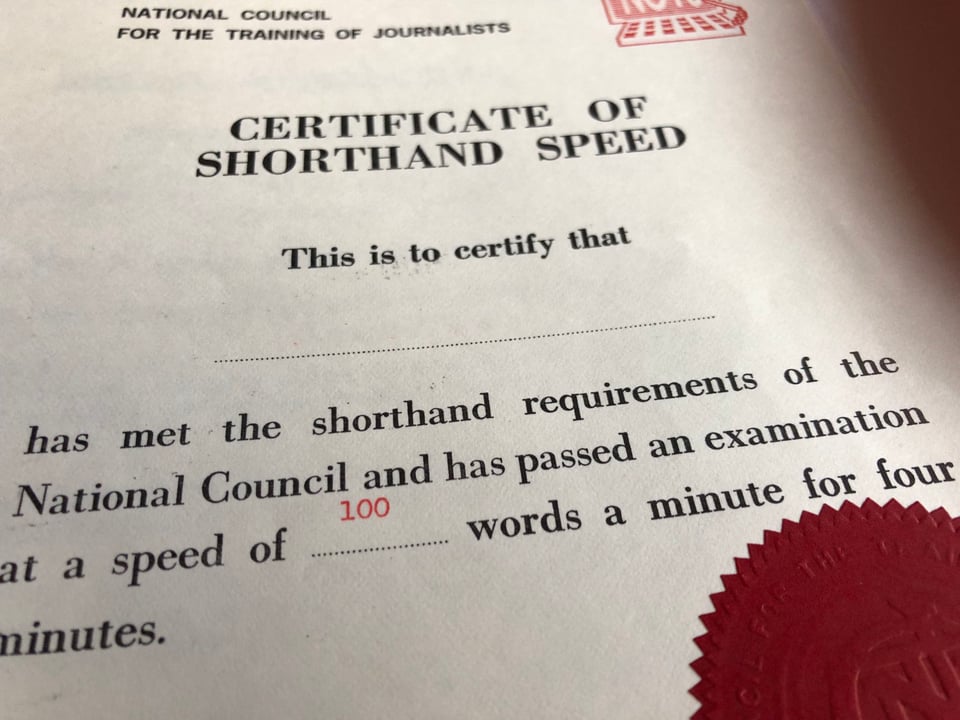 NATIONAL COUNCIL
FOR THE TRAINING OF JOURNALISTS
CERTIFICATE OF
SHORTHAND SPEED
This is to certify that
has met the shorthand requirements of the
National Council and has passed an examination
at a speed of 100 words a minute for four
minutes.
FOR THE